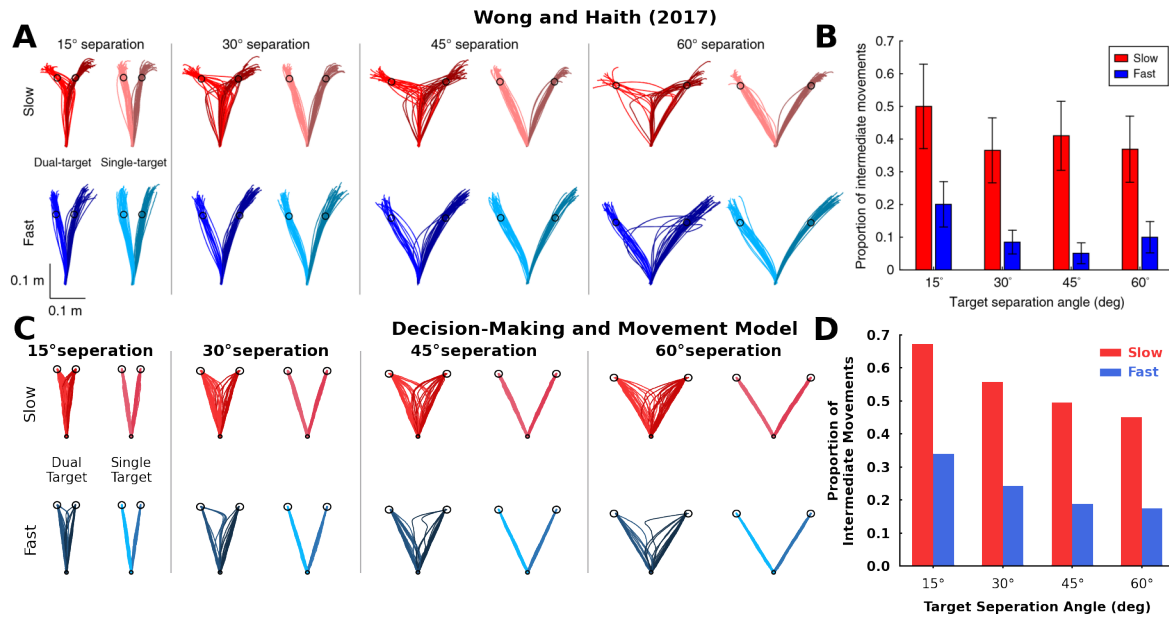 Wong and Haith (2017)
A
15° separation
30° separation
45° separation
60° separation
Slow
Dual-target
Single-target
Fast
0.1 m
0.1 m
B
0.7
0.6
0.5
0.4
0.3
0.2
0.1
0
Proportion of intermediate movements
Slow
Fast
15°
30°
45°
60°
Target separation angle (deg)
C
Decision-Making and Movement Model
15°seperation
30°seperation
45°seperation
60°seperation
Slow
Dual
Target
Single
Target
Fast
D
0.7
0.6
0.5
0.4
0.3
0.2
0.1
0.0
Proportion of
Intermediate Movements
Slow
Fast
15°
30°
45°
60°
Target Seperation Angle (deg)